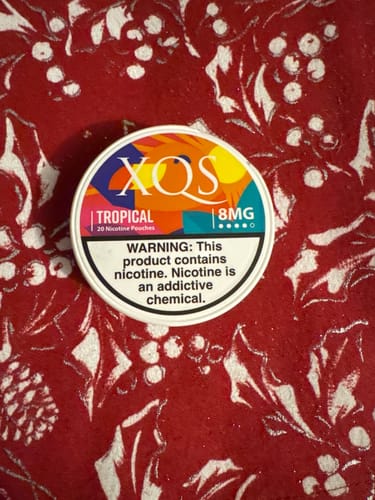 XQS
TROPICAL
20 Nicotine Pouches
8MG
WARNING: This
product contains
nicotine. Nicotine is
an addictive
chemical.